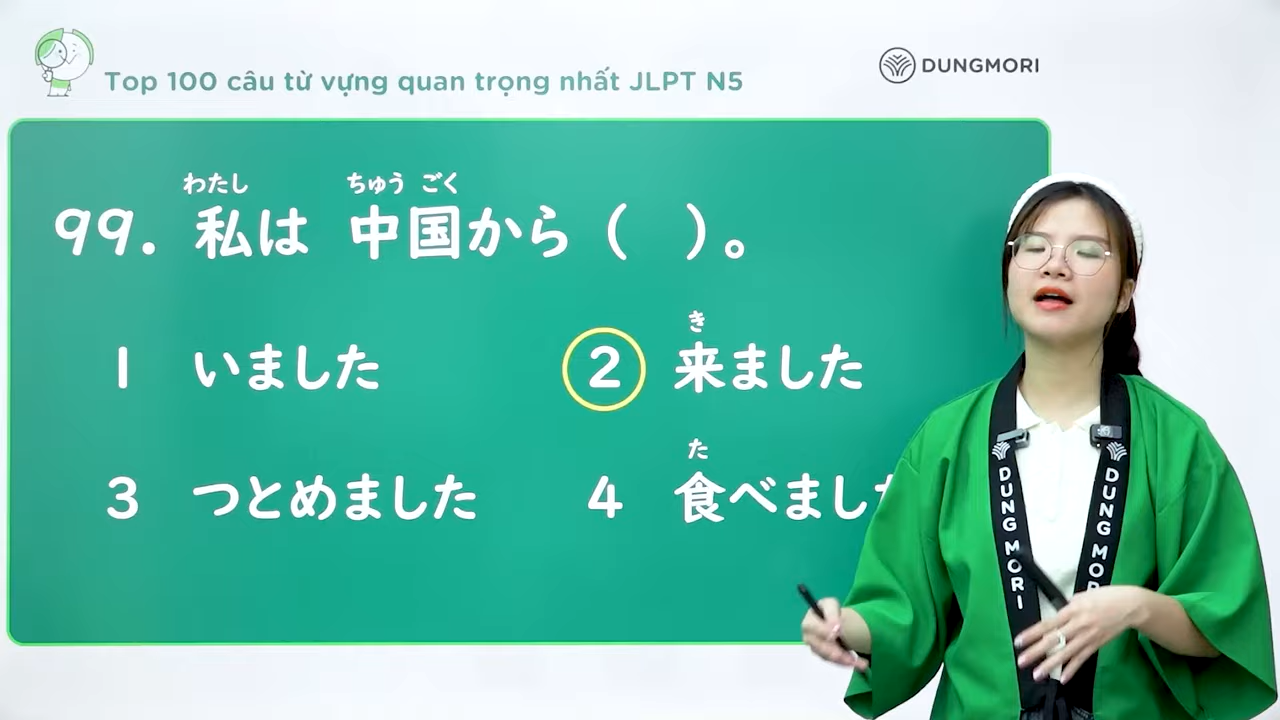 Top 100 câu từ vựng quan trọng nhất JLPT N5
DUNGMORI
わたし ちゅう ごく
99. 私は 中国から ( )。
1 いました
き
2 来ました
3 つとめました
た
4 食べまし
DUNG MORI
DUNG MO